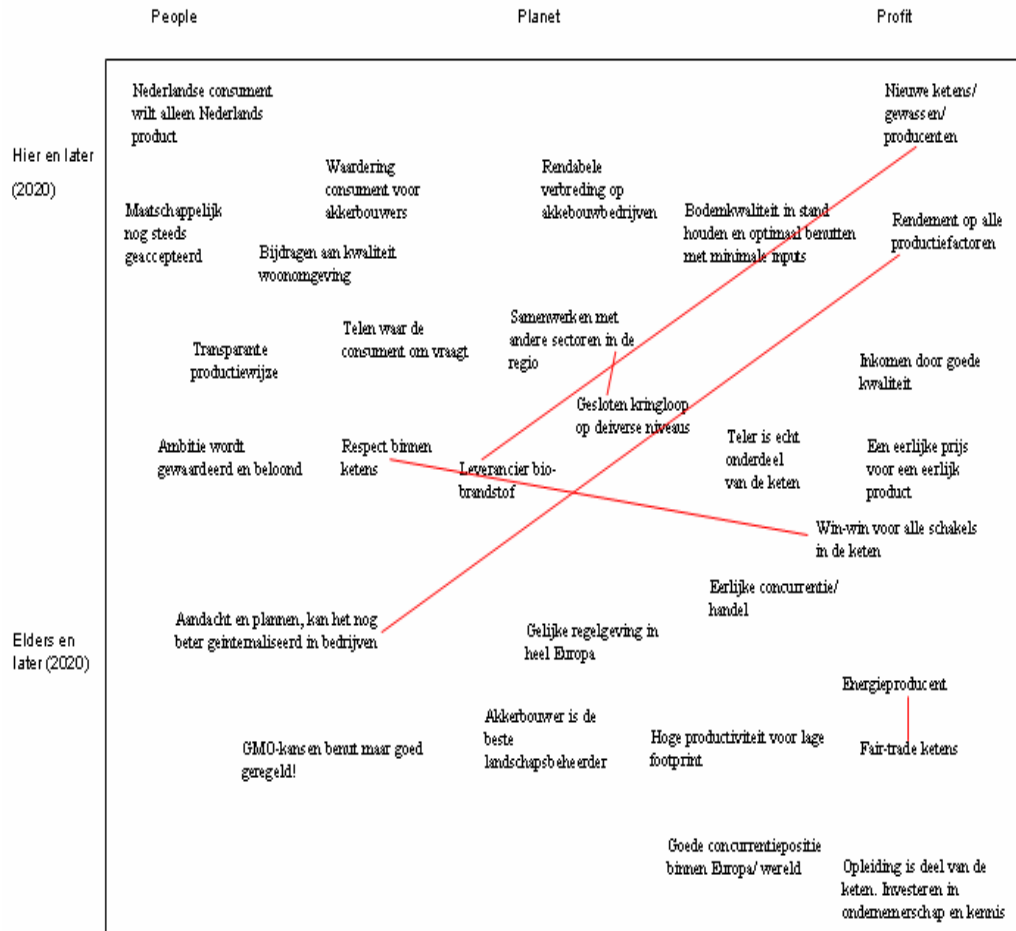 People
Planet
Profit
Hier en later
(2020)
Elders en
later (2020)
Nederlandse consument
wilt alleen Nederlands
product
Nieuwe ketens/
gewassen/
producenten
Waardering
consument voor
akkerbouwers
Rendabele
verbreding op
akkebouwbedrijven
Maatschappelijk
nog steeds
geaccepteerd
Bijdragen aan kwaliteit
woonomgeving
Bodemkwaliteit in stand
houden en optimaal benutten
met minimale inputs
Rendement op alle
productiefactoren
Transparante
productiewijze
Telen waar de
consument om vraagt
Samenwerken met
andere sectoren in de
regio
Inkomen door goede
kwaliteit
Gesloten kringloop
op deiverse niveaus
Ambitie wordt
gewaardeerd en beloond
Respect binnen
ketens
Leverancier bio-
brandstof
Teler is echt
onderdeel
van de keten
Een eerlijke prijs
voor een eerlijk
product
Win-win voor alle schakels
in de keten
Eerlijke concurrentie/
handel
Aandacht en plannen, kan het nog
beter geinternaliseerd in bedrijven
Gelijke regelgeving in
heel Europa
Energieproducent
GMO-kansen benut maar goed
geregeld!
Akkerbouwer is de
beste
landschapsbeheerder
Hoge productiviteit voor lage
footprint
Fair-trade ketens
Goede concurrentiepositie
binnen Europa/ wereld
Opleiding is deel van de
keten. Investeren in
ondernemerschap en kennis